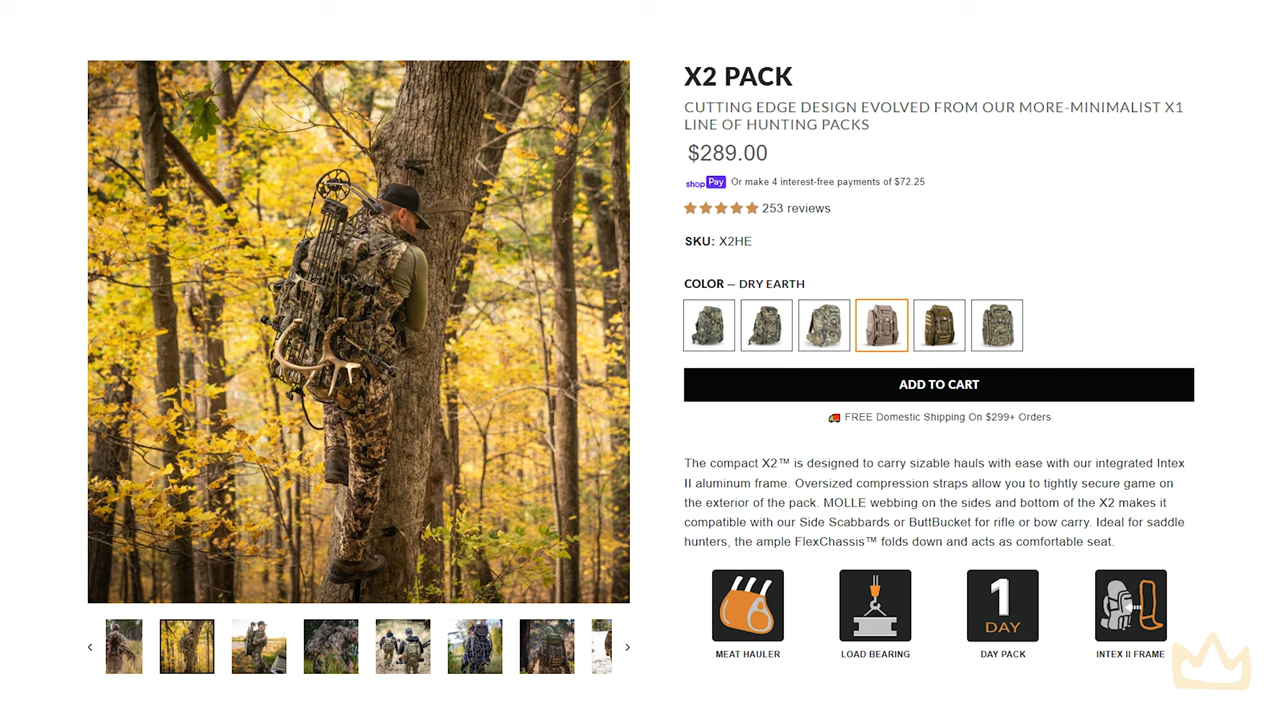 X2 PACK
CUTTING EDGE DESIGN EVOLVED FROM OUR MORE-MINIMALIST X1
LINE OF HUNTING PACKS
$289.00
shop Pay Or make 4 interest-free payments of $72.25
253 reviews
SKU: X2HE
COLOR — DRY EARTH
ADD TO CART
FREE Domestic Shipping On $299+ Orders
The compact X2™ is designed to carry sizable hauls with ease with our integrated Intex
II aluminum frame. Oversized compression straps allow you to tightly secure game on
the exterior of the pack. MOLLE webbing on the sides and bottom of the X2 makes it
compatible with our Side Scabbards or ButtBucket for rifle or bow carry. Ideal for saddle
hunters, the ample FlexChassis™ folds down and acts as comfortable seat.
1
DAY
MEAT HAULER
LOAD BEARING
DAY PACK
INTEX II FRAME